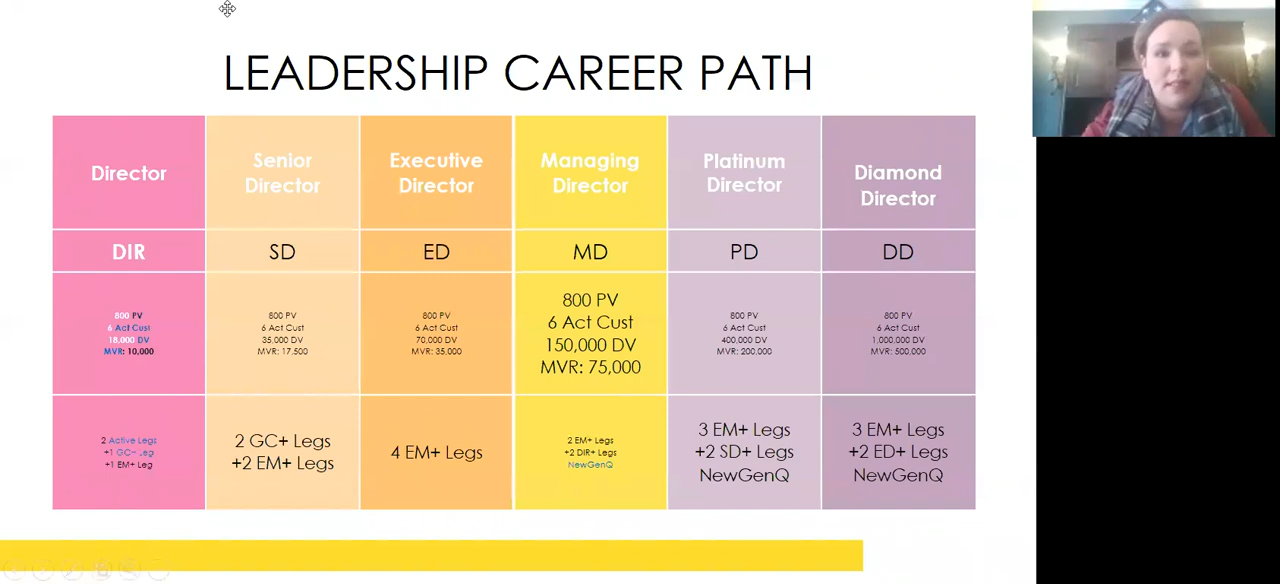 LEADERSHIP CAREER PATH
Director
Senior
Director
Executive
Director
Managing
Director
Platinum
Director
Diamond
Director
DIR
SD
ED
MD
PD
DD
800 PV
6 Act Cust
18,000 DV
MVR: 10,000
800 PV
6 Act Cust
35,000 DV
MVR: 17,500
800 PV
6 Act Cust
70,000 DV
MVR: 35,000
800 PV
6 Act Cust
150,000 DV
MVR: 75,000
800 PV
6 Act Cust
400,000 DV
MVR: 200,000
800 PV
6 Act Cust
1,000,000 DV
MVR: 500,000
2 Active Legs
+1 GC+ Leg
+1 EM+ Leg
2 GC+ Legs
+2 EM+ Legs
4 EM+ Legs
2 EM+ Legs
+2 DIR+ Legs
NewGenQ
3 EM+ Legs
+2 SD+ Legs
NewGenQ
3 EM+ Legs
+2 ED+ Legs
NewGenQ